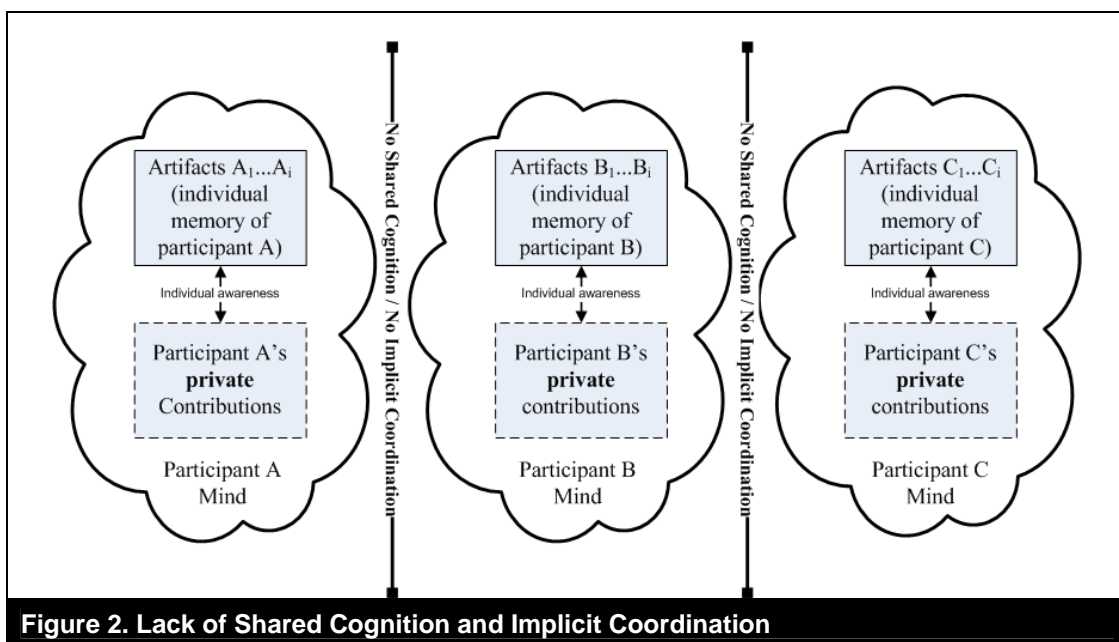 Artifacts A1...Ai
(individual
memory of
participant A)
Individual awareness
Participant A's
private
Contributions
Participant A
Mind
No Shared Cognition / No Implicit Coordination
Artifacts B1...Bi
(individual
memory of
participant B)
Individual awareness
Participant B's
private
contributions
Participant B
Mind
No Shared Cognition / No Implicit Coordination
Artifacts C1...Ci
(individual
memory of
participant C)
Individual awareness
Participant C's
private
contributions
Participant C
Mind
Figure 2. Lack of Shared Cognition and Implicit Coordination